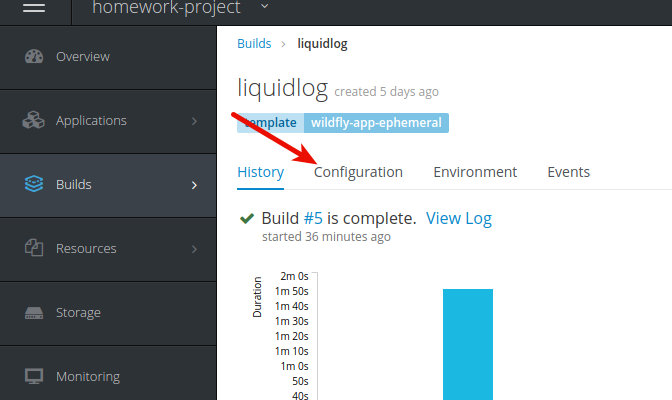 homework-project
Overview
Applications
Builds
Resources
Storage
Monitoring
Builds › liquidlog
liquidlog created 5 days ago
template wildfly-app-ephemeral
History Configuration Environment Events
Build #5 is complete. View Log
started 36 minutes ago
Duration
2m 0s
1m 50s
1m 40s
1m 30s
1m 20s
1m 10s
1m 0s
50s
40s